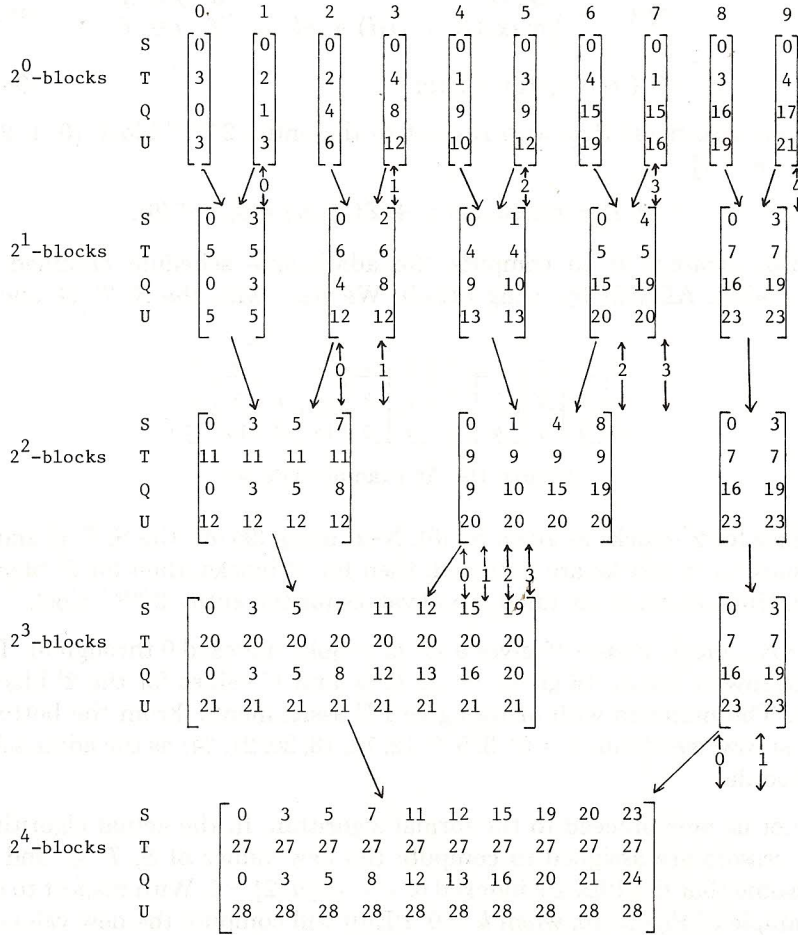 0 1 2 3 4 5 6 7 8 9
S 0 0 0 0 0 0 0 0 0 0
2^0-blocks T 3 2 2 4 1 3 4 1 3 4
Q 0 1 4 8 9 9 15 15 16 17
U 3 3 6 12 10 12 19 16 19 21
0 1 2 3 4
S 0 3 0 2 0 1 0 4 0 3
2^1-blocks T 5 5 6 6 4 4 5 5 7 7
Q 0 3 4 8 9 10 15 19 16 19
U 5 5 12 12 13 13 20 20 23 23
0 1 2 3
S 0 3 5 7 0 1 4 8 0 3
2^2-blocks T 11 11 11 11 9 9 9 9 7 7
Q 0 3 5 8 9 10 15 19 16 19
U 12 12 12 12 20 20 20 20 23 23
0 1 2 3
S 0 3 5 7 11 12 15 19 0 3
2^3-blocks T 20 20 20 20 20 20 20 20 7 7
Q 0 3 5 8 12 13 16 20 16 19
U 21 21 21 21 21 21 21 21 23 23
0 1
S 0 3 5 7 11 12 15 19 20 23
2^4-blocks T 27 27 27 27 27 27 27 27 27 27
Q 0 3 5 8 12 13 16 20 21 24
U 28 28 28 28 28 28 28 28 28 28